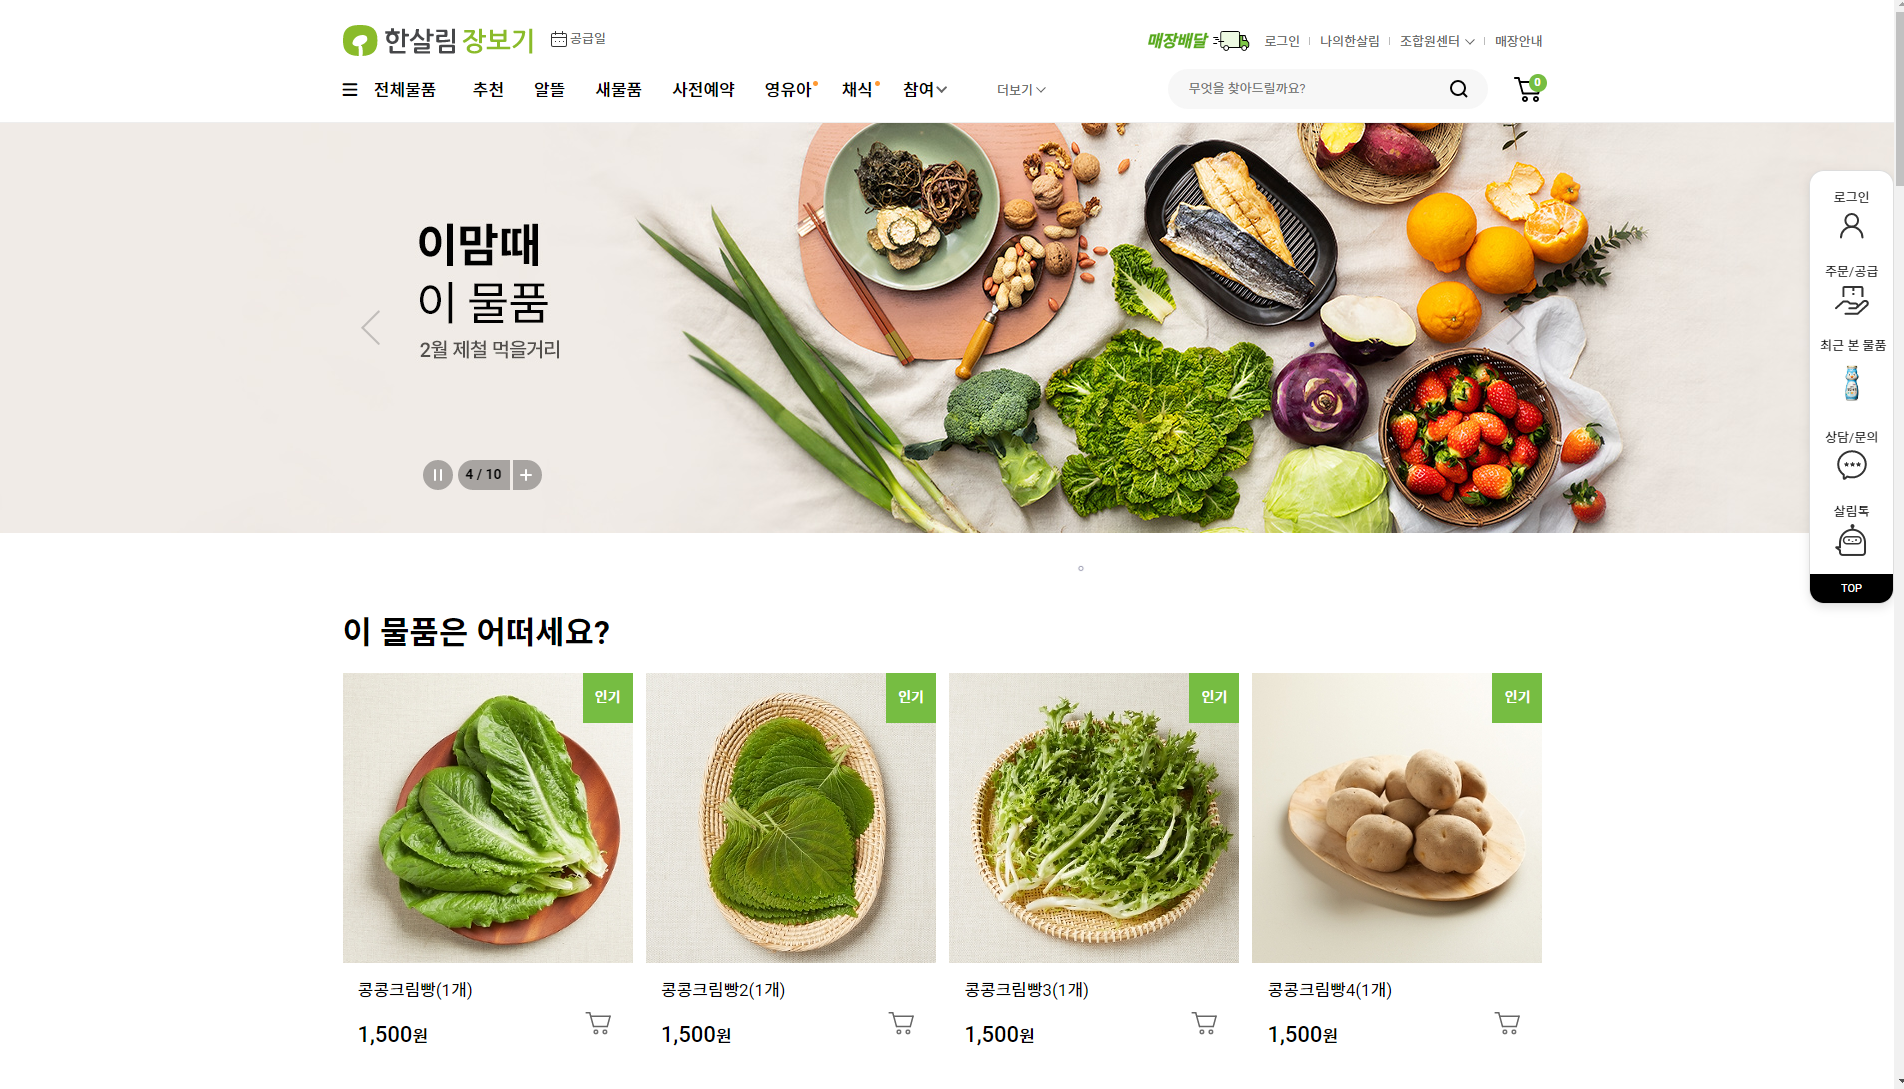 한살림 장보기 공급일
매장배달 로그인 나의한살림 조합원센터 매장안내
전체물품 추천 알뜰 새물품 사전예약 영유아 채식 참여 더보기 무엇을 찾아드릴까요? 0
이맘때
이 물품
2월 제철 먹을거리
4 / 10
로그인
주문/공급
최근 본 물품
상담/문의
살림톡
TOP
이 물품은 어떠세요?
인기 인기 인기 인기
콩콩크림빵(1개) 콩콩크림빵2(1개) 콩콩크림빵3(1개) 콩콩크림빵4(1개)
1,500원 1,500원 1,500원 1,500원